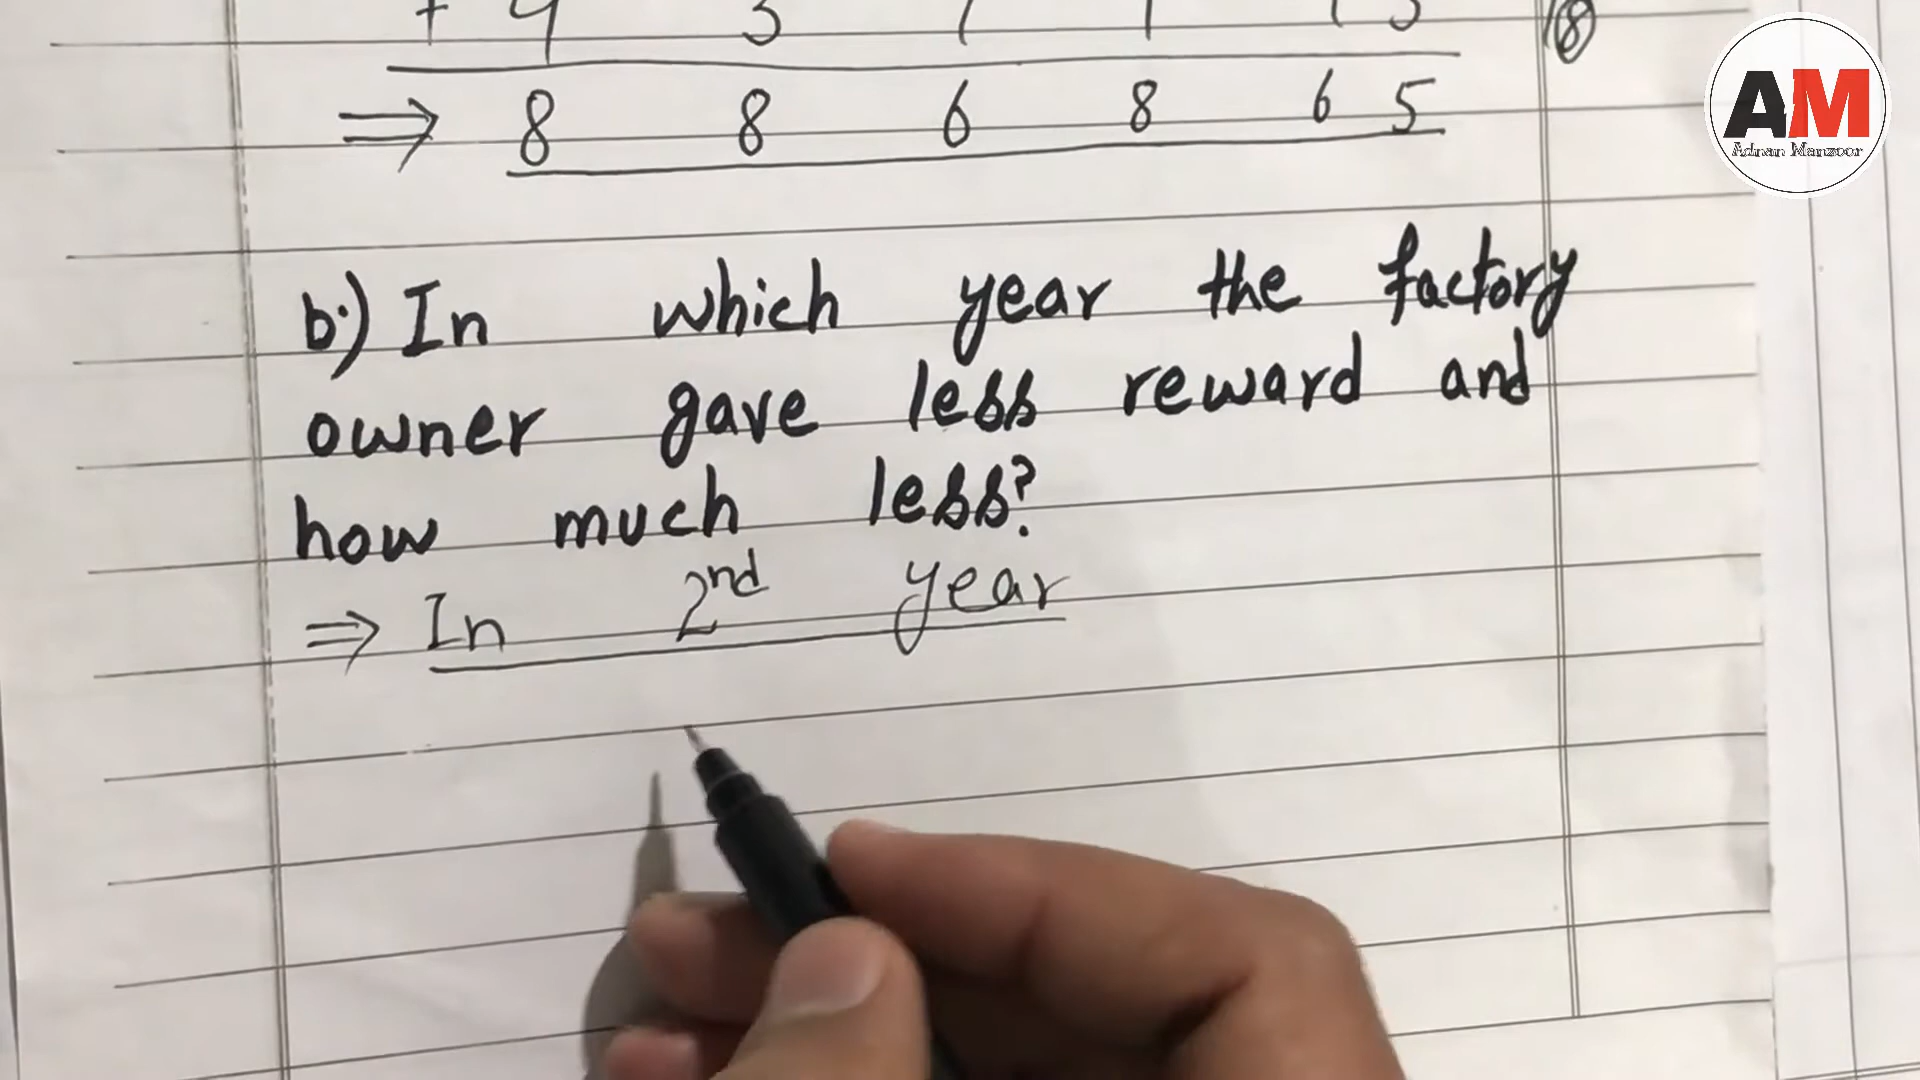 ⇒ 8 8 6 8 6 5
b.) In which year the factory
owner gave less reward and
how much less?
⇒ In 2nd year
AM
Adnan Manzoor